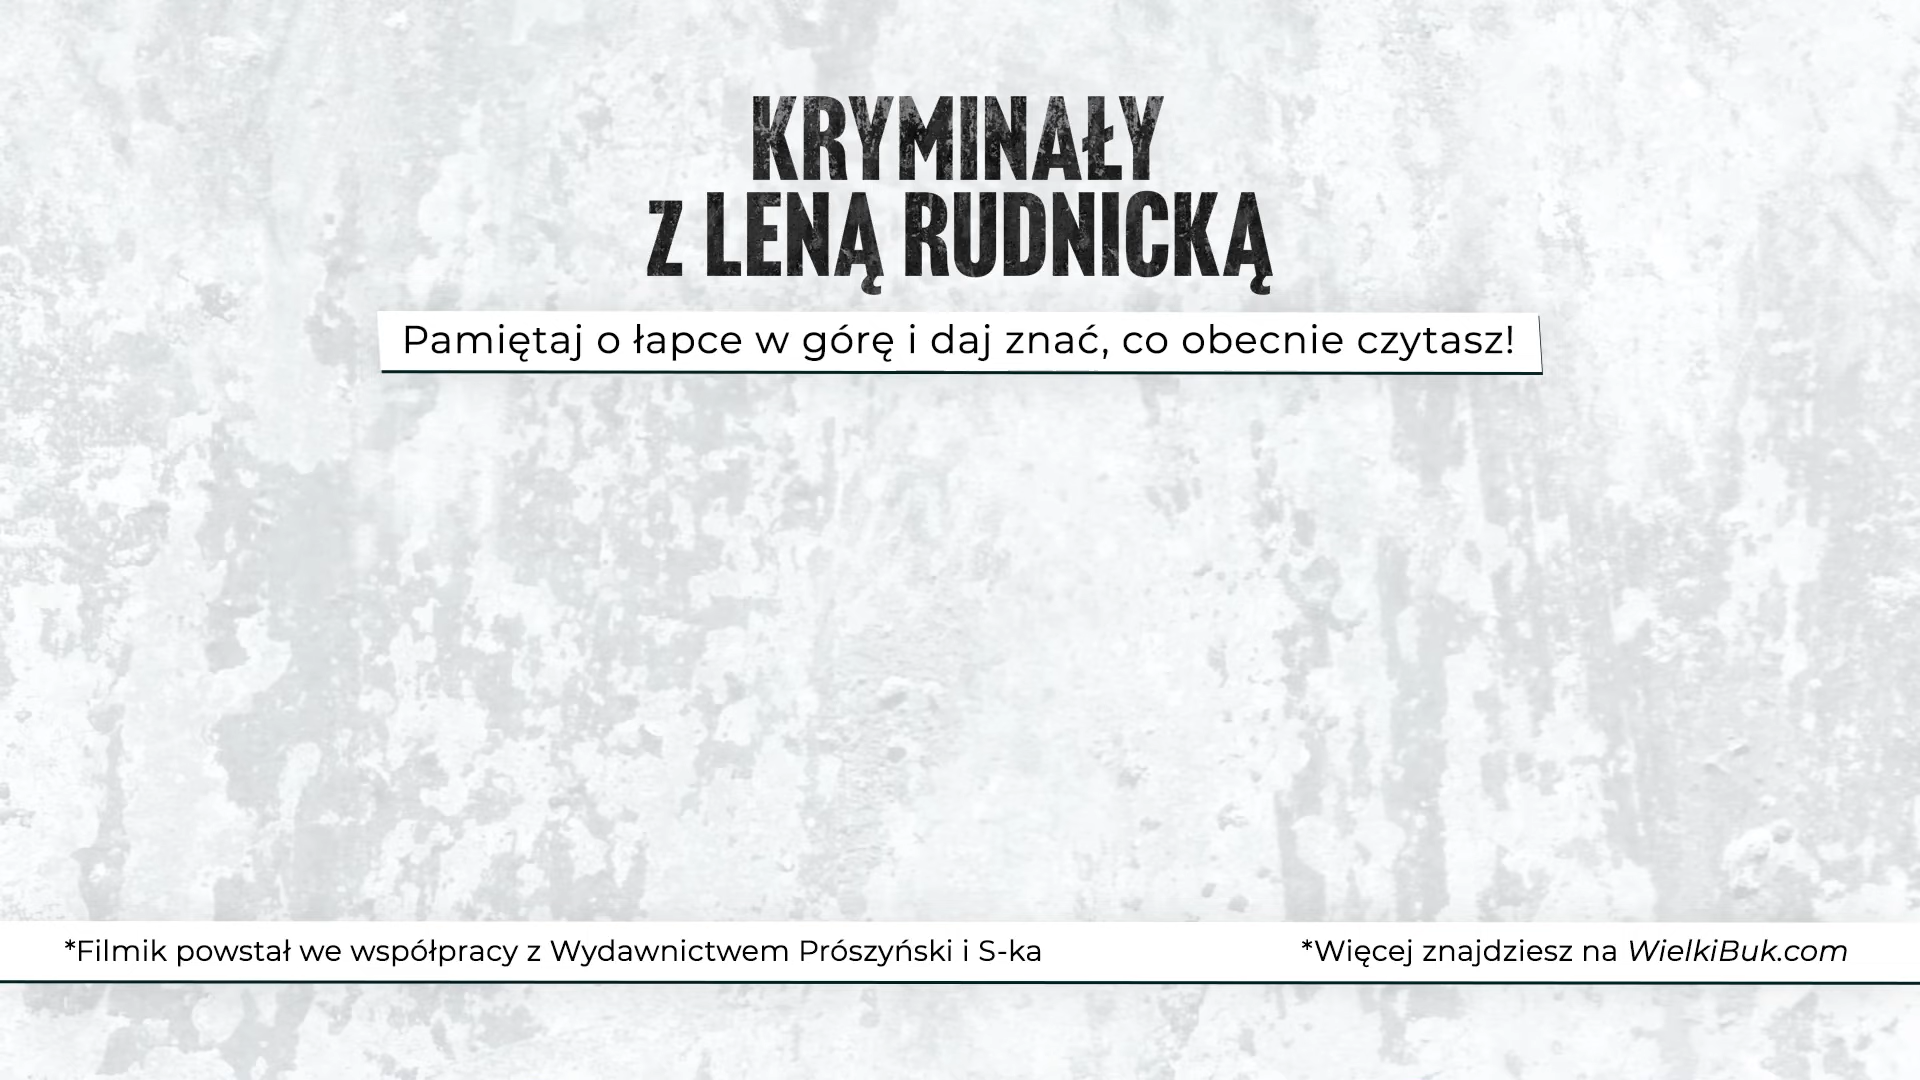 KRYMINAŁY
Z LENĄ RUDNICKĄ
Pamiętaj o łapce w górę i daj znać, co obecnie czytasz!
*Filmik powstał we współpracy z Wydawnictwem Prószyński i S-ka
*Więcej znajdziesz na WielkiBuk.com